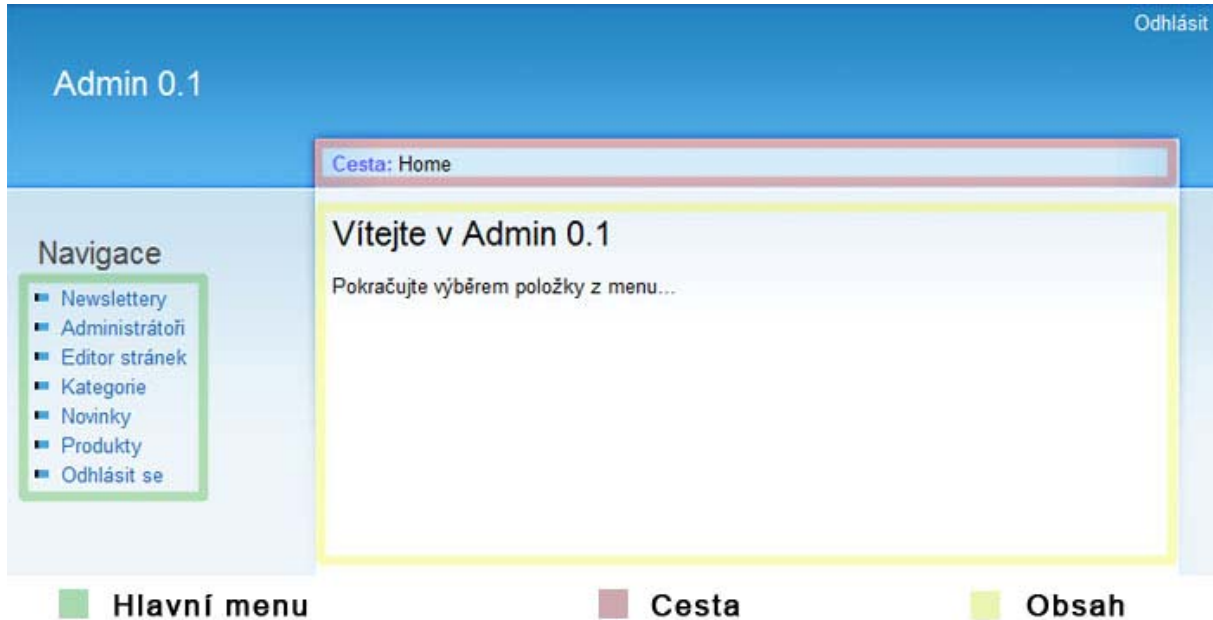 Odhlásit
Admin 0.1
Cesta: Home
Vítejte v Admin 0.1
Pokračujte výběrem položky z menu...
Navigace
Newslettery
Administrátoři
Editor stránek
Kategorie
Novinky
Produkty
Odhlásit se
Hlavní menu
Cesta
Obsah